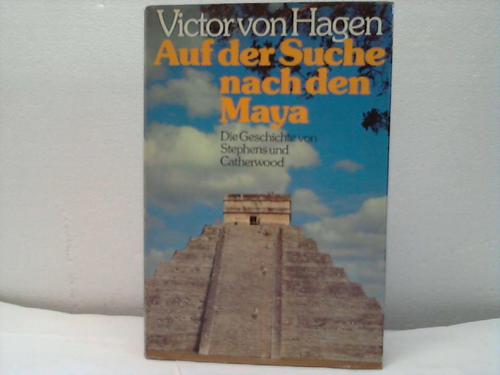 Victor von Hagen
Auf der Suche
nach den
Maya
Die Geschichte von
Stephens und
Catherwood